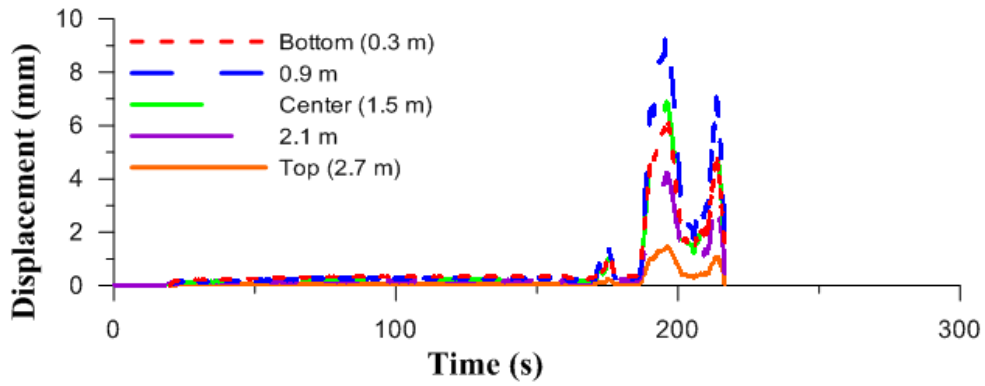 10
8
6
4
2
0
Displacement (mm)
Bottom (0.3 m)
0.9 m
Center (1.5 m)
2.1 m
Top (2.7 m)
0 100 200 300
Time (s)